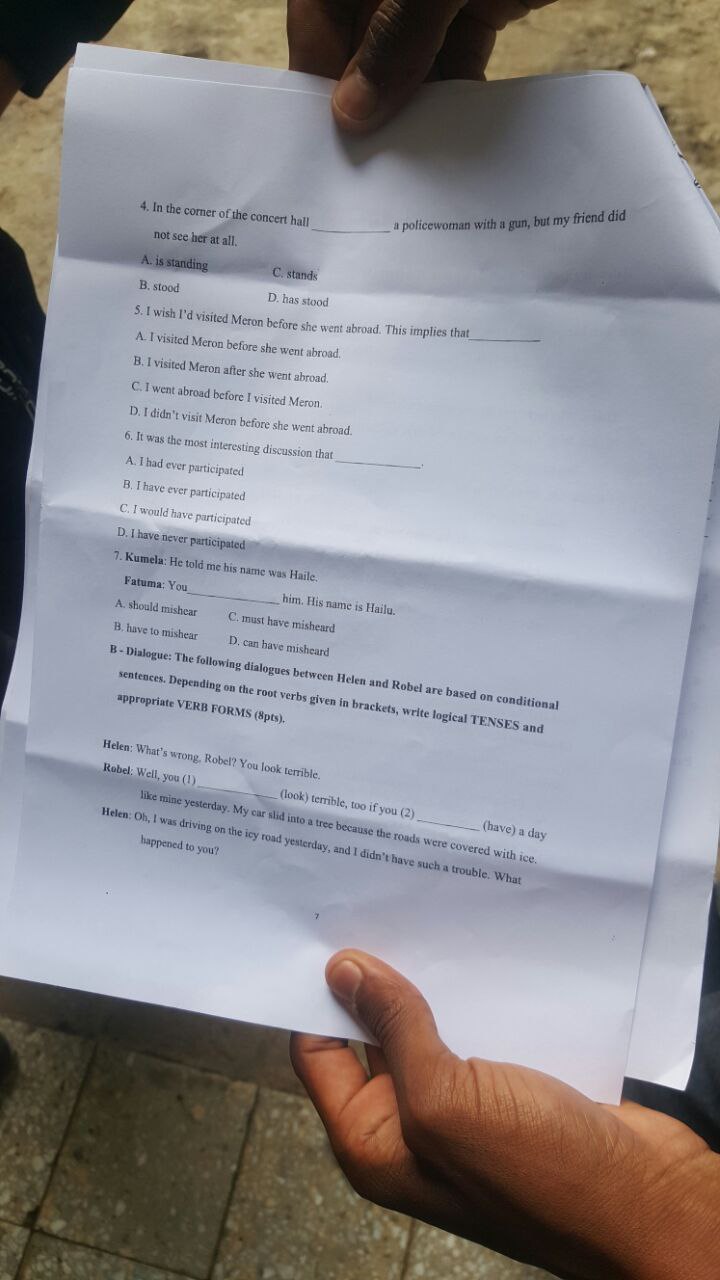 4. In the corner of the concert hall ____________ a policewoman with a gun, but my friend did
not see her at all.
A. is standing C. stands
B. stood D. has stood
5. I wish I'd visited Meron before she went abroad. This implies that___________
A. I visited Meron before she went abroad.
B. I visited Meron after she went abroad.
C. I went abroad before I visited Meron.
D. I didn't visit Meron before she went abroad.
6. It was the most interesting discussion that _____________.
A. I had ever participated
B. I have ever participated
C. I would have participated
D. I have never participated
7. Kumela: He told me his name was Haile.
Fatuma: You______________ him. His name is Hailu.
A. should mishear C. must have misheard
B. have to mishear D. can have misheard
B - Dialogue: The following dialogues between Helen and Robel are based on conditional
sentences. Depending on the root verbs given in brackets, write logical TENSES and
appropriate VERB FORMS (8pts).
Helen: What's wrong, Robel? You look terrible.
Robel: Well, you (1)____________ (look) terrible, too if you (2) __________ (have) a day
like mine yesterday. My car slid into a tree because the roads were covered with ice.
Helen: Oh, I was driving on the icy road yesterday, and I didn't have such a trouble. What
happened to you?
7